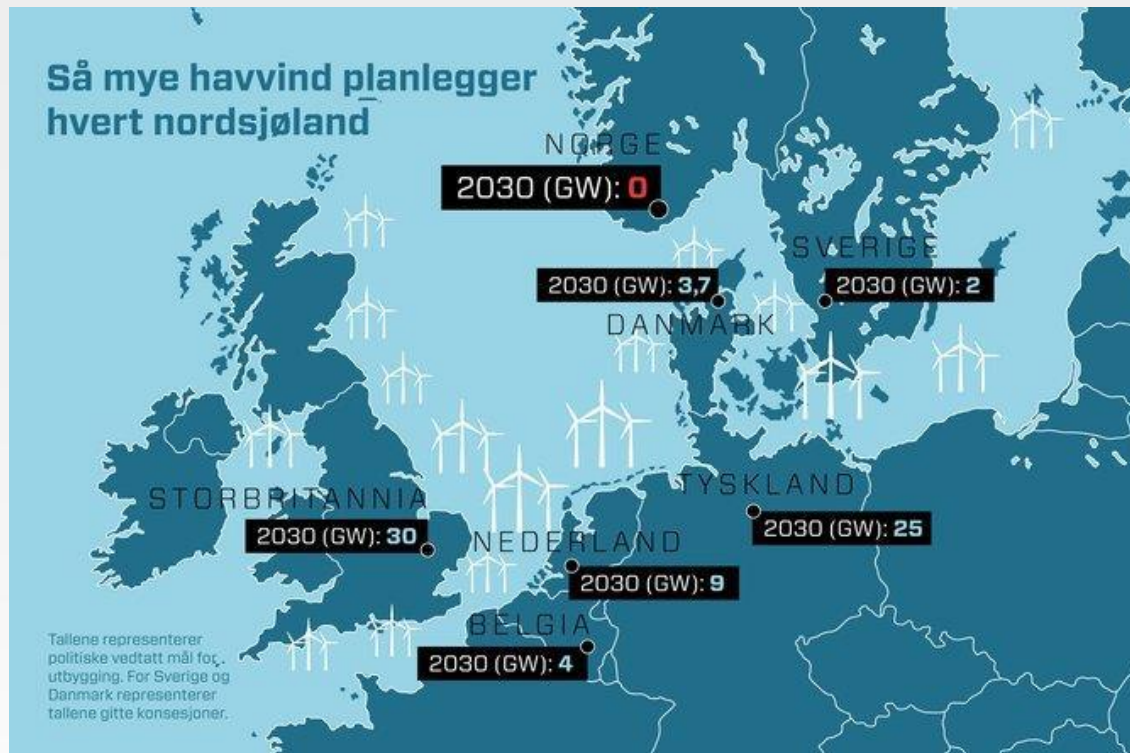 Så mye havvind planlegger
hvert nordsjøland
NORGE
2030 (GW): 0
SVERIGE
2030 (GW): 3,7
2030 (GW): 2
DANMARK
TYSKLAND
STORBRITANNIA
2030 (GW): 25
2030 (GW): 30
NEDERLAND
2030 (GW): 9
BELGIA
2030 (GW): 4
Tallene representerer
politiske vedtatt mål for
utbygging. For Sverige og
Danmark representerer
tallene gitte konsesjoner.